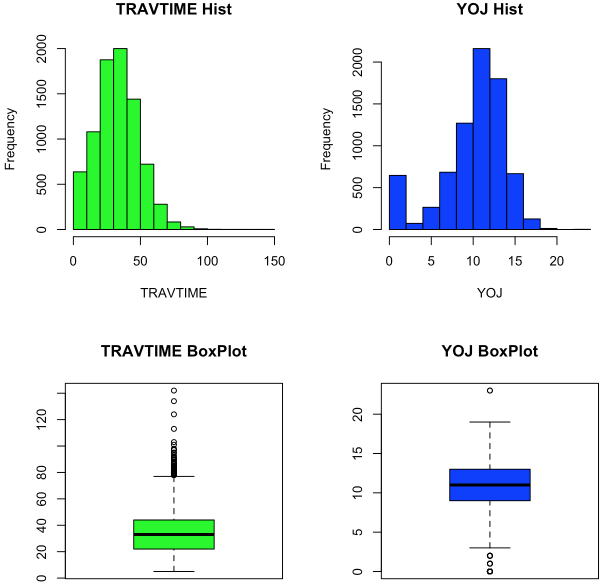 TRAVTIME Hist
Frequency
2000
1500
1000
500
0
0 50 100 150
TRAVTIME
YOJ Hist
Frequency
2000
1500
1000
500
0
0 5 10 15 20
YOJ
TRAVTIME BoxPlot
120
80
60
40
20
0
YOJ BoxPlot
20
15
10
5
0